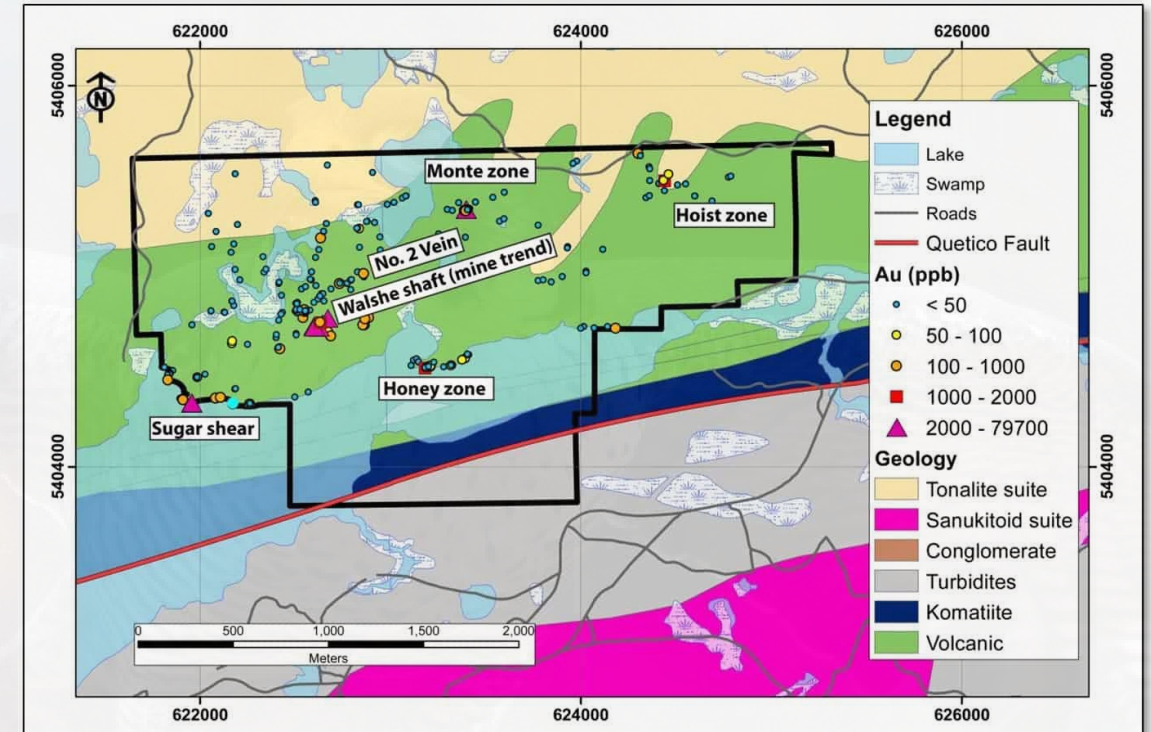 622000 624000 626000
5406000
5406000
N
Monte zone
Hoist zone
No. 2 Vein
Walshe shaft (mine trend)
Honey zone
Sugar shear
5404000
5404000
Legend
Lake
Swamp
Roads
Quetico Fault
Au (ppb)
< 50
50 - 100
100 - 1000
1000 - 2000
2000 - 79700
Geology
Tonalite suite
Sanukitoid suite
Conglomerate
Turbidites
Komatiite
Volcanic
0 500 1,000 1,500 2,000
Meters
622000 624000 626000